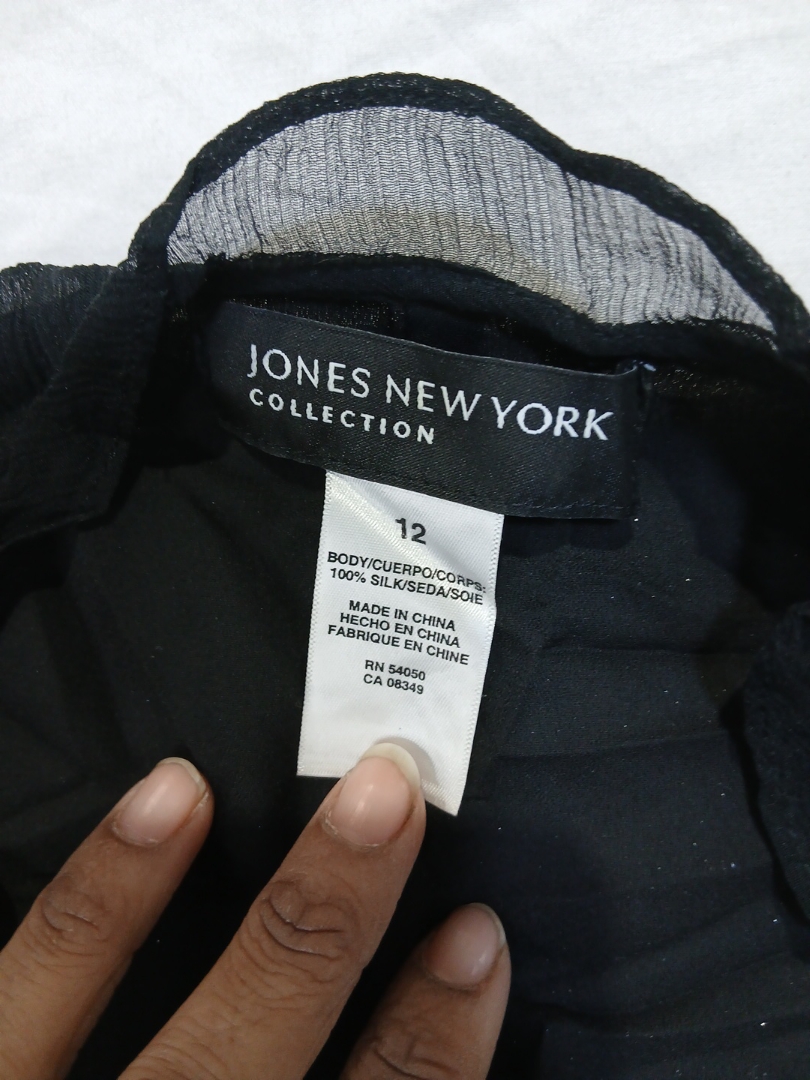 JONES NEW YORK
COLLECTION
12
BODY/CUERPO/CORPS:
100% SILK/SEDA/SOIE
MADE IN CHINA
HECHO EN CHINA
FABRIQUE EN CHINE
RN 54050
CA 08349